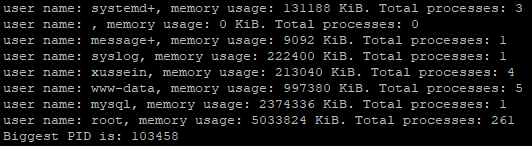 user name: systemd+, memory usage: 131188 KiB. Total processes: 3
user name: , memory usage: 0 KiB. Total processes: 0
user name: message+, memory usage: 9092 KiB. Total processes: 1
user name: syslog, memory usage: 222400 KiB. Total processes: 1
user name: xussein, memory usage: 213040 KiB. Total processes: 4
user name: www-data, memory usage: 997380 KiB. Total processes: 5
user name: mysql, memory usage: 2374336 KiB. Total processes: 1
user name: root, memory usage: 5033824 KiB. Total processes: 261
Biggest PID is: 103458